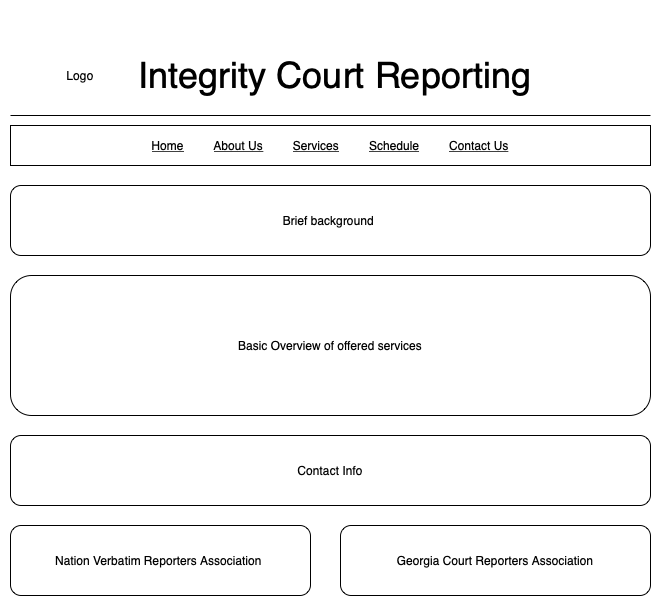 Logo
Integrity Court Reporting
Home About Us Services Schedule Contact Us
Brief background
Basic Overview of offered services
Contact Info
Nation Verbatim Reporters Association
Georgia Court Reporters Association